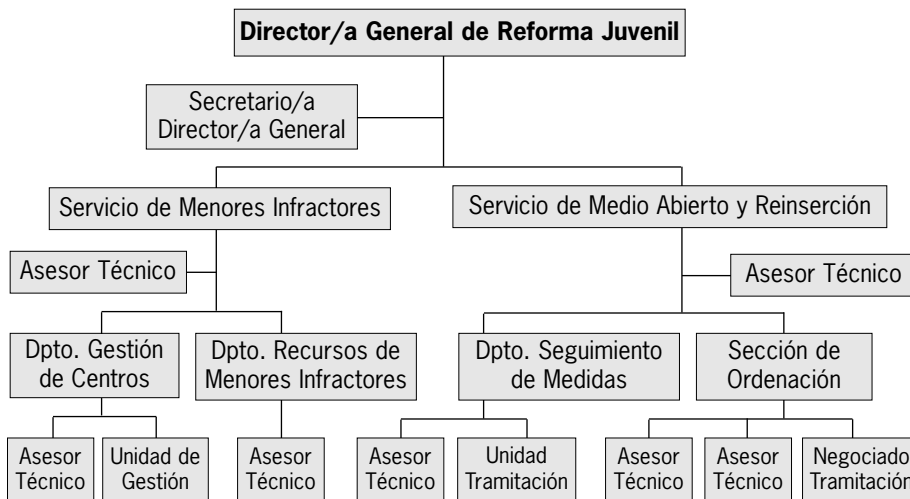 Director/a General de Reforma Juvenil
Secretario/a
Director/a General
Servicio de Menores Infractores
Servicio de Medio Abierto y Reinserción
Asesor Técnico
Asesor Técnico
Dpto. Gestión
de Centros
Dpto. Recursos de
Menores Infractores
Dpto. Seguimiento
de Medidas
Sección de
Ordenación
Asesor
Técnico
Unidad de
Gestión
Asesor
Técnico
Asesor
Técnico
Unidad
Tramitación
Asesor
Técnico
Asesor
Técnico
Negociado
Tramitación